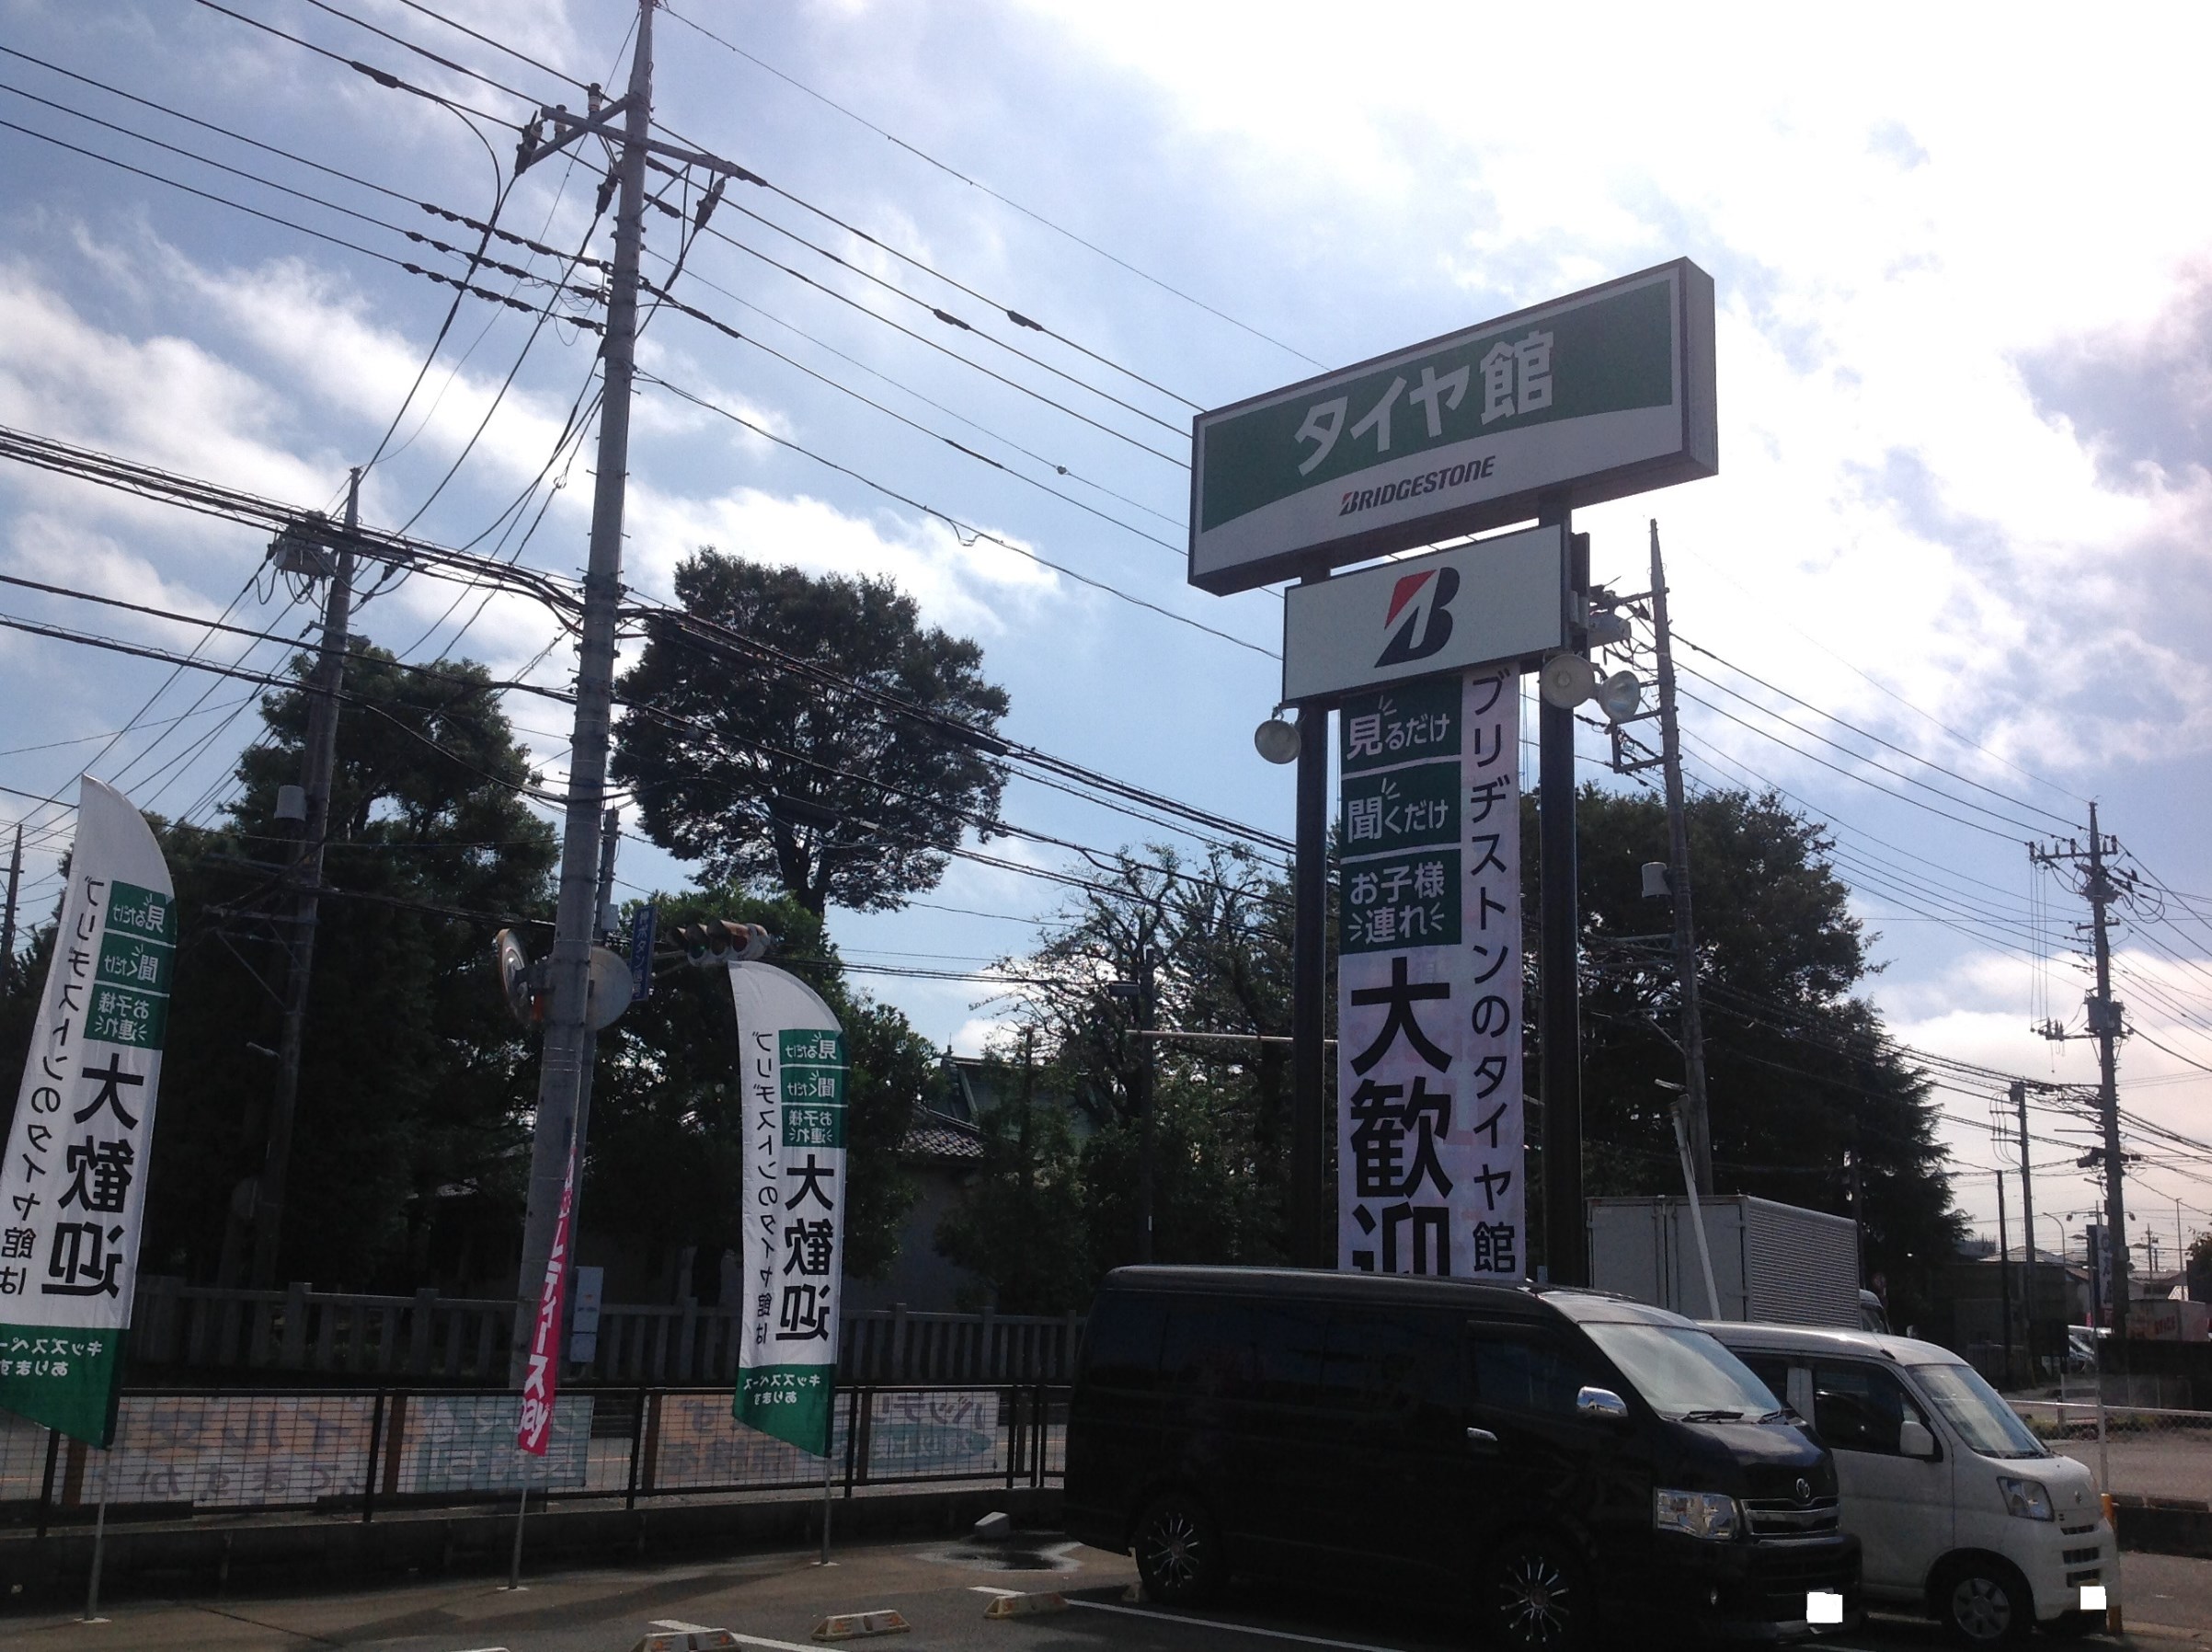 タイヤ館
BRIDGESTONE
B
ブリヂストンのタイヤ館
見るだけ
聞くだけ
お子様
連れ
大歓迎
ブリヂストンのタイヤ館は
見るだけ
聞くだけ
お子様
連れ
大歓迎
キッズスペー
あります
ブリヂストンのタイヤ館は
見るだけ
聞くだけ
お子様
連れ
大歓迎
キッズスペース
あります
レディース
Day